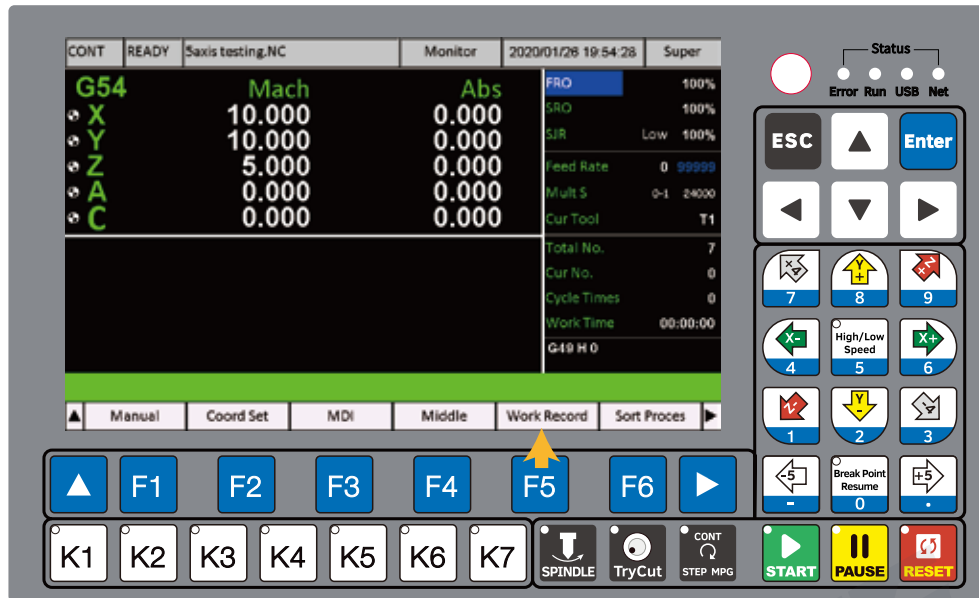 CONT READY 5axis testing.NC Monitor 2020/01/26 19:54:28 Super
G54 Mach Abs
X 10.000 0.000
Y 10.000 0.000
Z 5.000 0.000
A 0.000 0.000
C 0.000 0.000
FRO 100%
SRO 100%
SJR Low 100%
Feed Rate 0 99999
Mult S 0-1 24000
Cur Tool T1
Total No. 7
Cur No. 0
Cycle Times 0
Work Time 00:00:00
G49 H 0
Manual Coord Set MDI Middle Work Record Sort Proces
Status
Error Run USB Net
ESC Enter
4 Y+ X
7 8 9
X- High/Low Speed X+
4 5 6
Z- Y-
1 2 3
-5 Break Point Resume +5
- 0 .
F1 F2 F3 F4 F5 F6
K1 K2 K3 K4 K5 K6 K7
SPINDLE TryCut CONT STEP MPG START PAUSE RESET